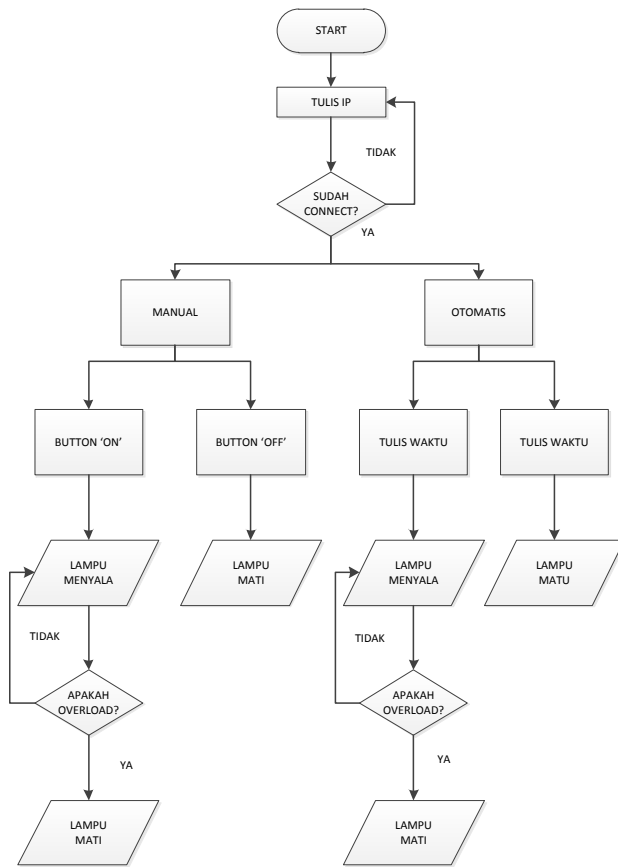 START
TULIS IP
TIDAK
SUDAH
CONNECT?
YA
MANUAL
OTOMATIS
BUTTON ‘ON’
BUTTON ‘OFF’
TULIS WAKTU
TULIS WAKTU
LAMPU
MENYALA
LAMPU
MATI
LAMPU
MENYALA
LAMPU
MATU
TIDAK
TIDAK
APAKAH
OVERLOAD?
APAKAH
OVERLOAD?
YA
YA
LAMPU
MATI
LAMPU
MATI